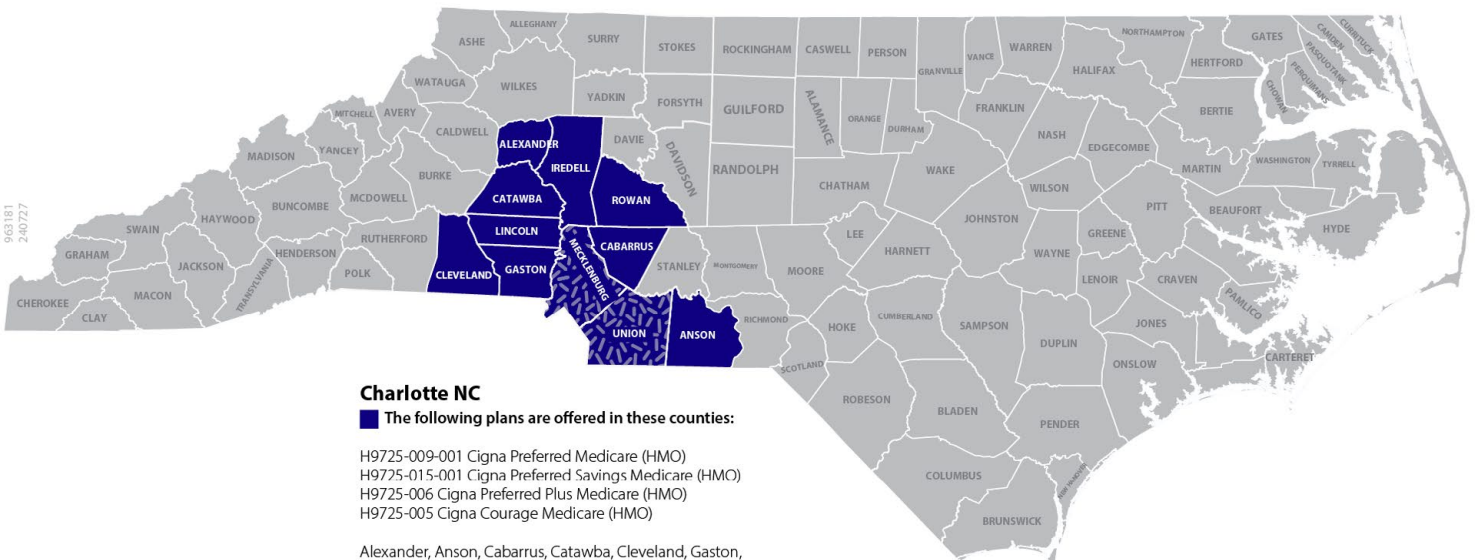 ALLEGHANY
ASHE
SURRY
STOKES
ROCKINGHAM
CASWELL
PERSON
GRANVILLE
VANCE
WARREN
NORTHAMPTON
GATES
CAMDEN
CURRITUCK
PASQUOTANK
PERQUIMANS
CHOWAN
HERTFORD
HALIFAX
WATAUGA
WILKES
YADKIN
FORSYTH
GUILFORD
ALAMANCE
ORANGE
DURHAM
FRANKLIN
NASH
BERTIE
MITCHELL
AVERY
CALDWELL
ALEXANDER
IREDELL
DAVIE
DAVIDSON
RANDOLPH
CHATHAM
WAKE
EDGECOMBE
MARTIN
WASHINGTON
TYRRELL
MADISON
YANCEY
BURKE
CATAWBA
ROWAN
WILSON
PITT
BEAUFORT
HYDE
963181
240727
HAYWOOD
BUNCOMBE
MCDOWELL
SWAIN
RUTHERFORD
LINCOLN
MECKLENBURG
CABARRUS
STANLEY
MONTGOMERY
MOORE
LEE
HARNETT
JOHNSTON
WAYNE
GREENE
LENOIR
CRAVEN
PAMLICO
GRAHAM
JACKSON
HENDERSON
TRANSYLVANIA
POLK
CLEVELAND
GASTON
CHEROKEE
MACON
CLAY
UNION
ANSON
RICHMOND
SCOTLAND
HOKE
CUMBERLAND
SAMPSON
DUPLIN
JONES
ONSLOW
CARTERET
ROBESON
BLADEN
PENDER
COLUMBUS
NEW HANOVER
BRUNSWICK
Charlotte NC
The following plans are offered in these counties:
H9725-009-001 Cigna Preferred Medicare (HMO)
H9725-015-001 Cigna Preferred Savings Medicare (HMO)
H9725-006 Cigna Preferred Plus Medicare (HMO)
H9725-005 Cigna Courage Medicare (HMO)
Alexander, Anson, Cabarrus, Catawba, Cleveland, Gaston,